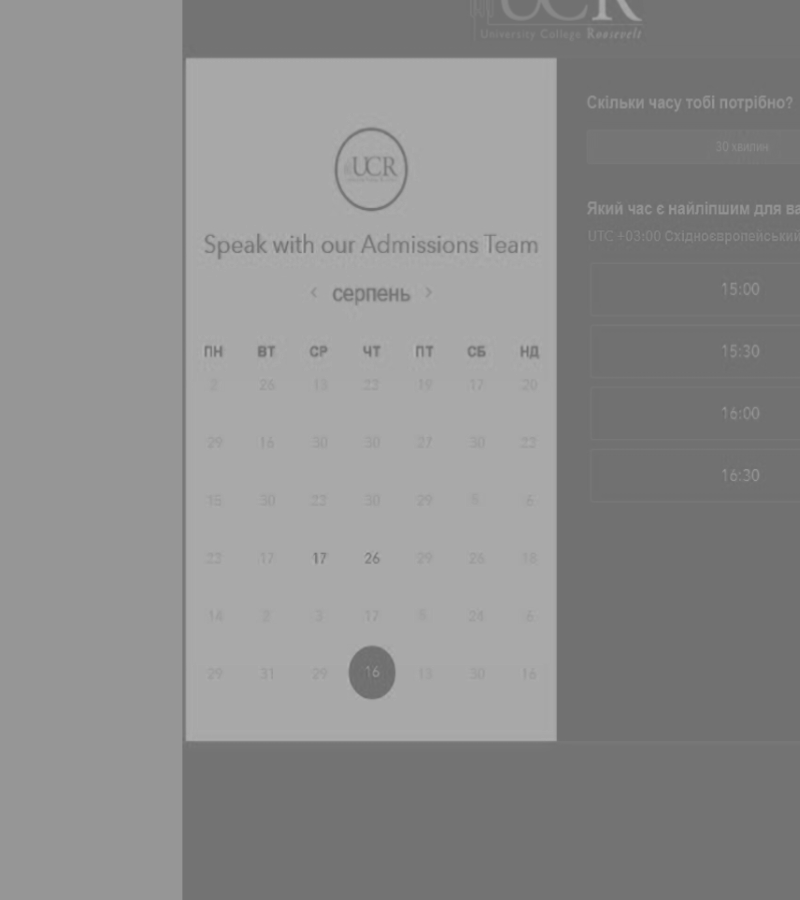 UCR
University College Roosevelt
UCR
Speak with our Admissions Team
< серпень >
ПН ВТ СР ЧТ ПТ СБ НД
2 26 13 22 19 17 20
29 16 30 30 27 30 22
15 30 23 30 29 6
23 17 17 26 29 26 18
14 2 3 17 24 6
29 31 29 16 13 30 16
Скільки часу тобі потрібно?
30 хвилин
Який час є найліпшим для ва
UTC +03:00 Східноєвропейський
15:00
15:30
16:00
16:30